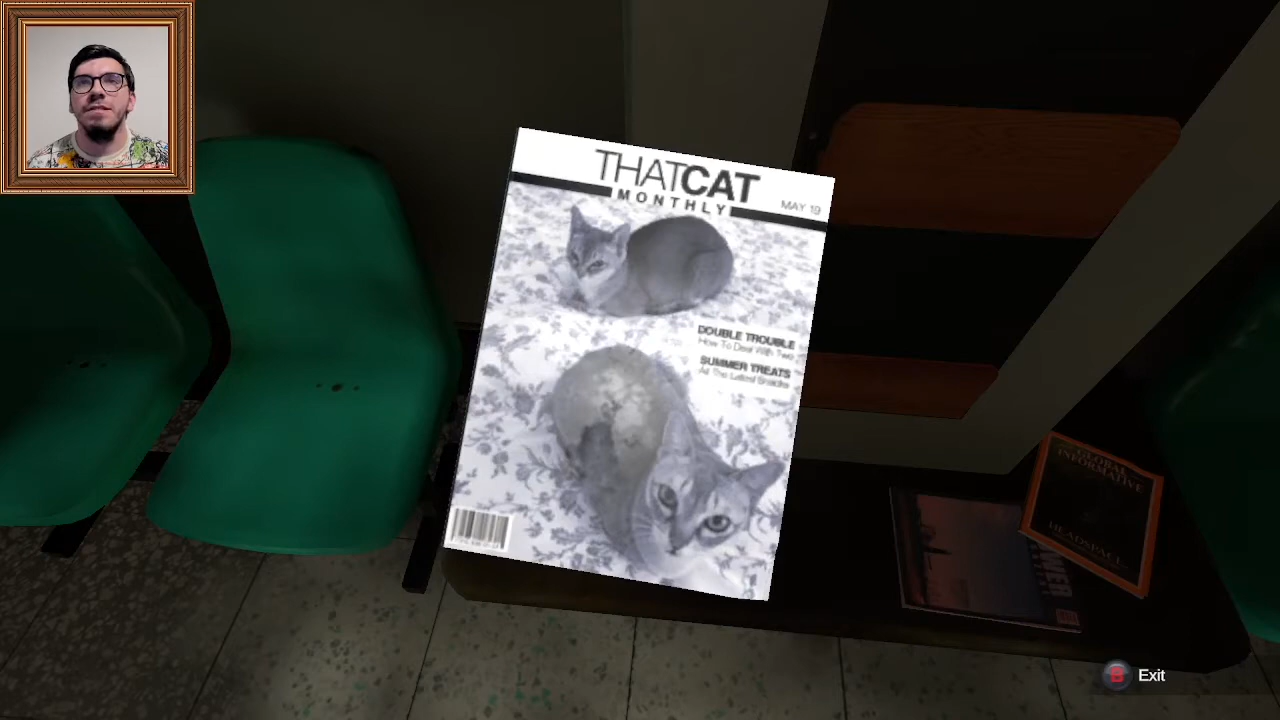 THATCAT
MONTHLY
MAY 19
DOUBLE TROUBLE
How To Deal With Two
SUMMER TREATS
All The Latest Snacks
GLOBAL
INFORMATIVE
HEADSPACE
B Exit